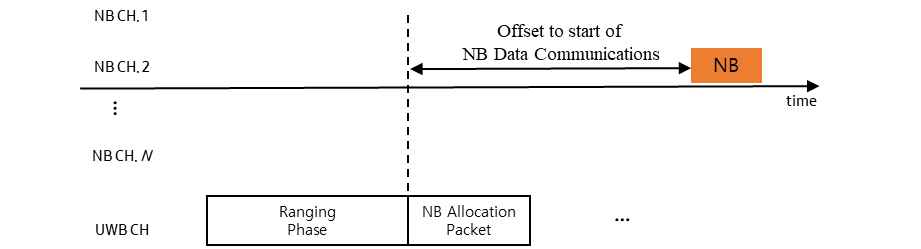 NB CH. 1
Offset to start of
NB Data Communications
NB CH. 2
NB
time
⋮
NB CH. N
UWB CH
Ranging
Phase
NB Allocation
Packet
...